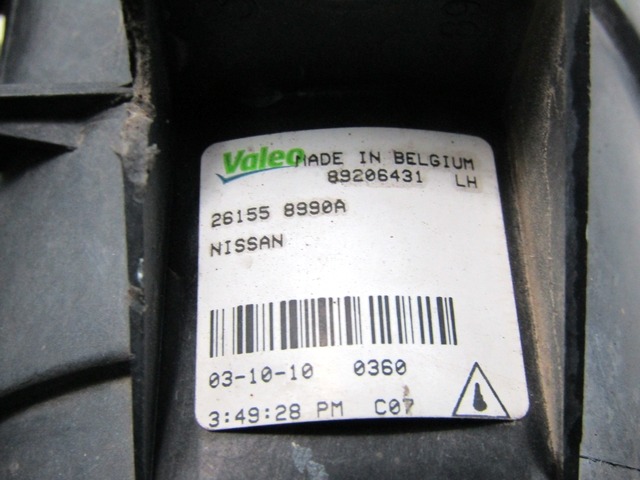 Valeo MADE IN BELGIUM
89206431 LH
26155 8990A
NISSAN
03-10-10 0360
3:49:28 PM C07